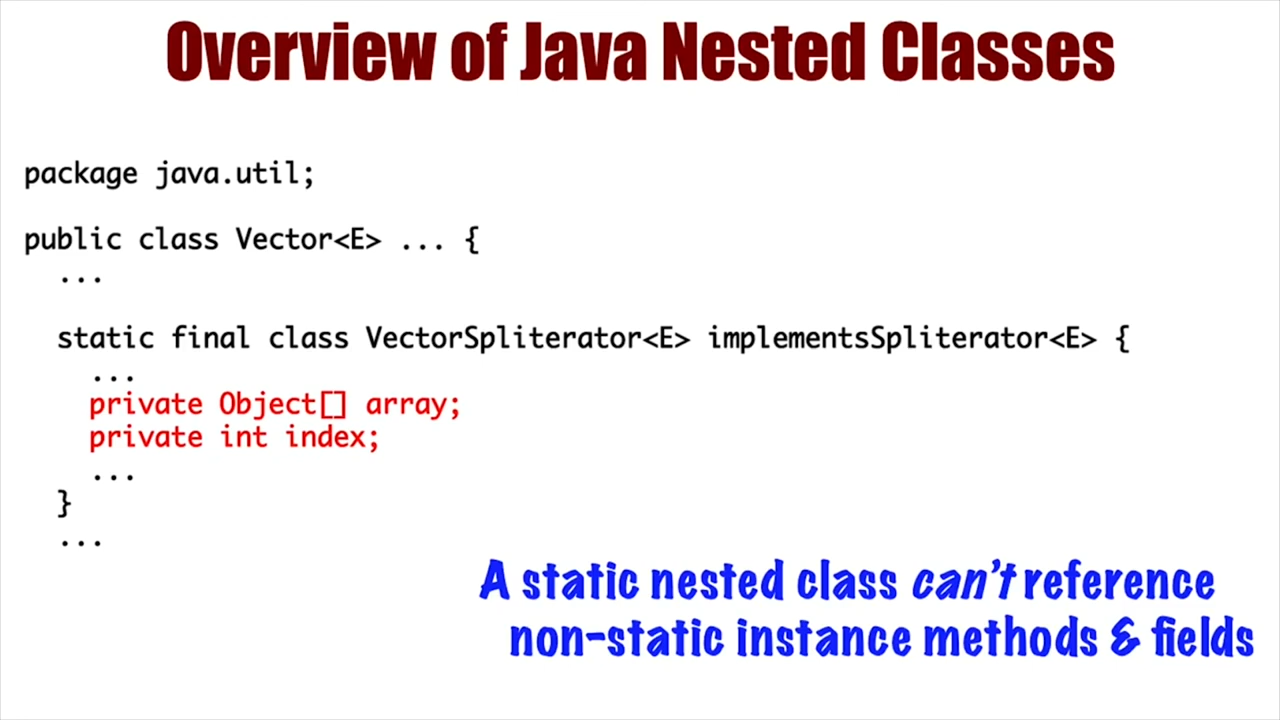 Overview of Java Nested Classes
package java.util;
public class Vector<E> ... {
...
static final class VectorSpliterator<E> implementsSpliterator<E> {
...
private Object[] array;
private int index;
...
}
...
A static nested class can't reference
non-static instance methods & fields